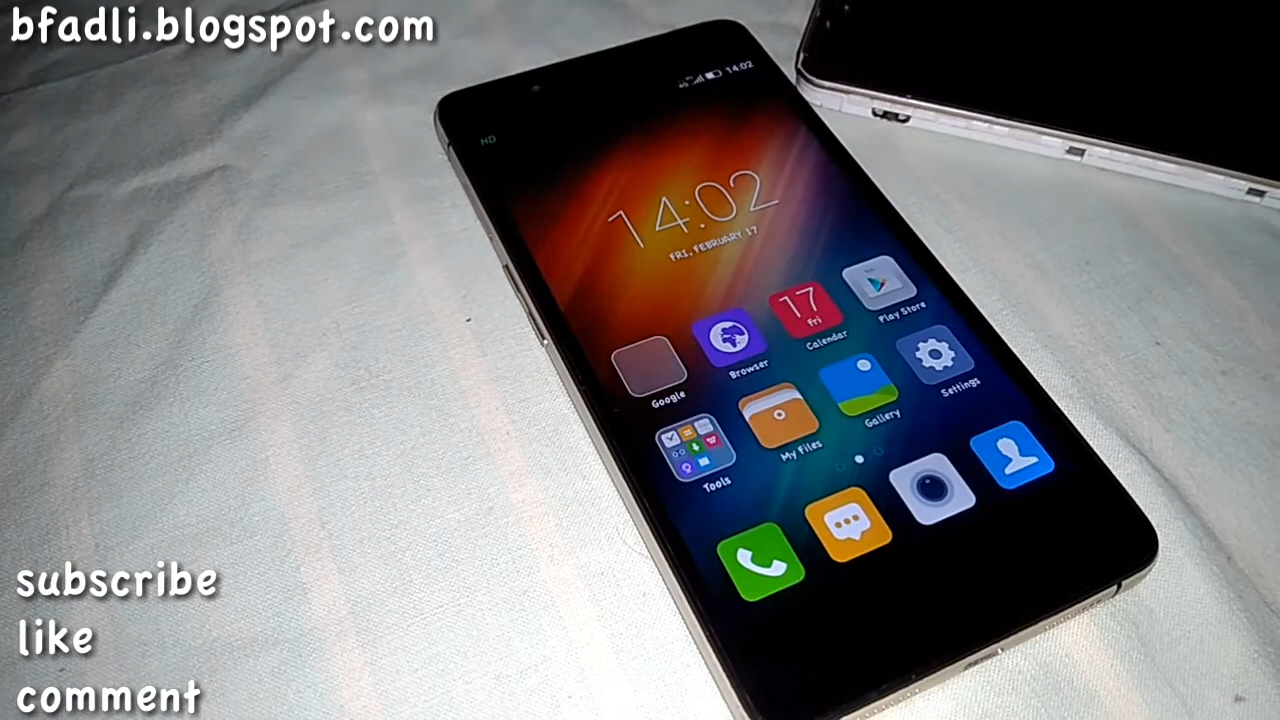 bfadli.blogspot.com
14:02
HD
14:02
FRI, FEBRUARY 17
17
Fri
Google
Browser
Calendar
Play Store
Tools
My Files
Gallery
Settings
subscribe
like
comment